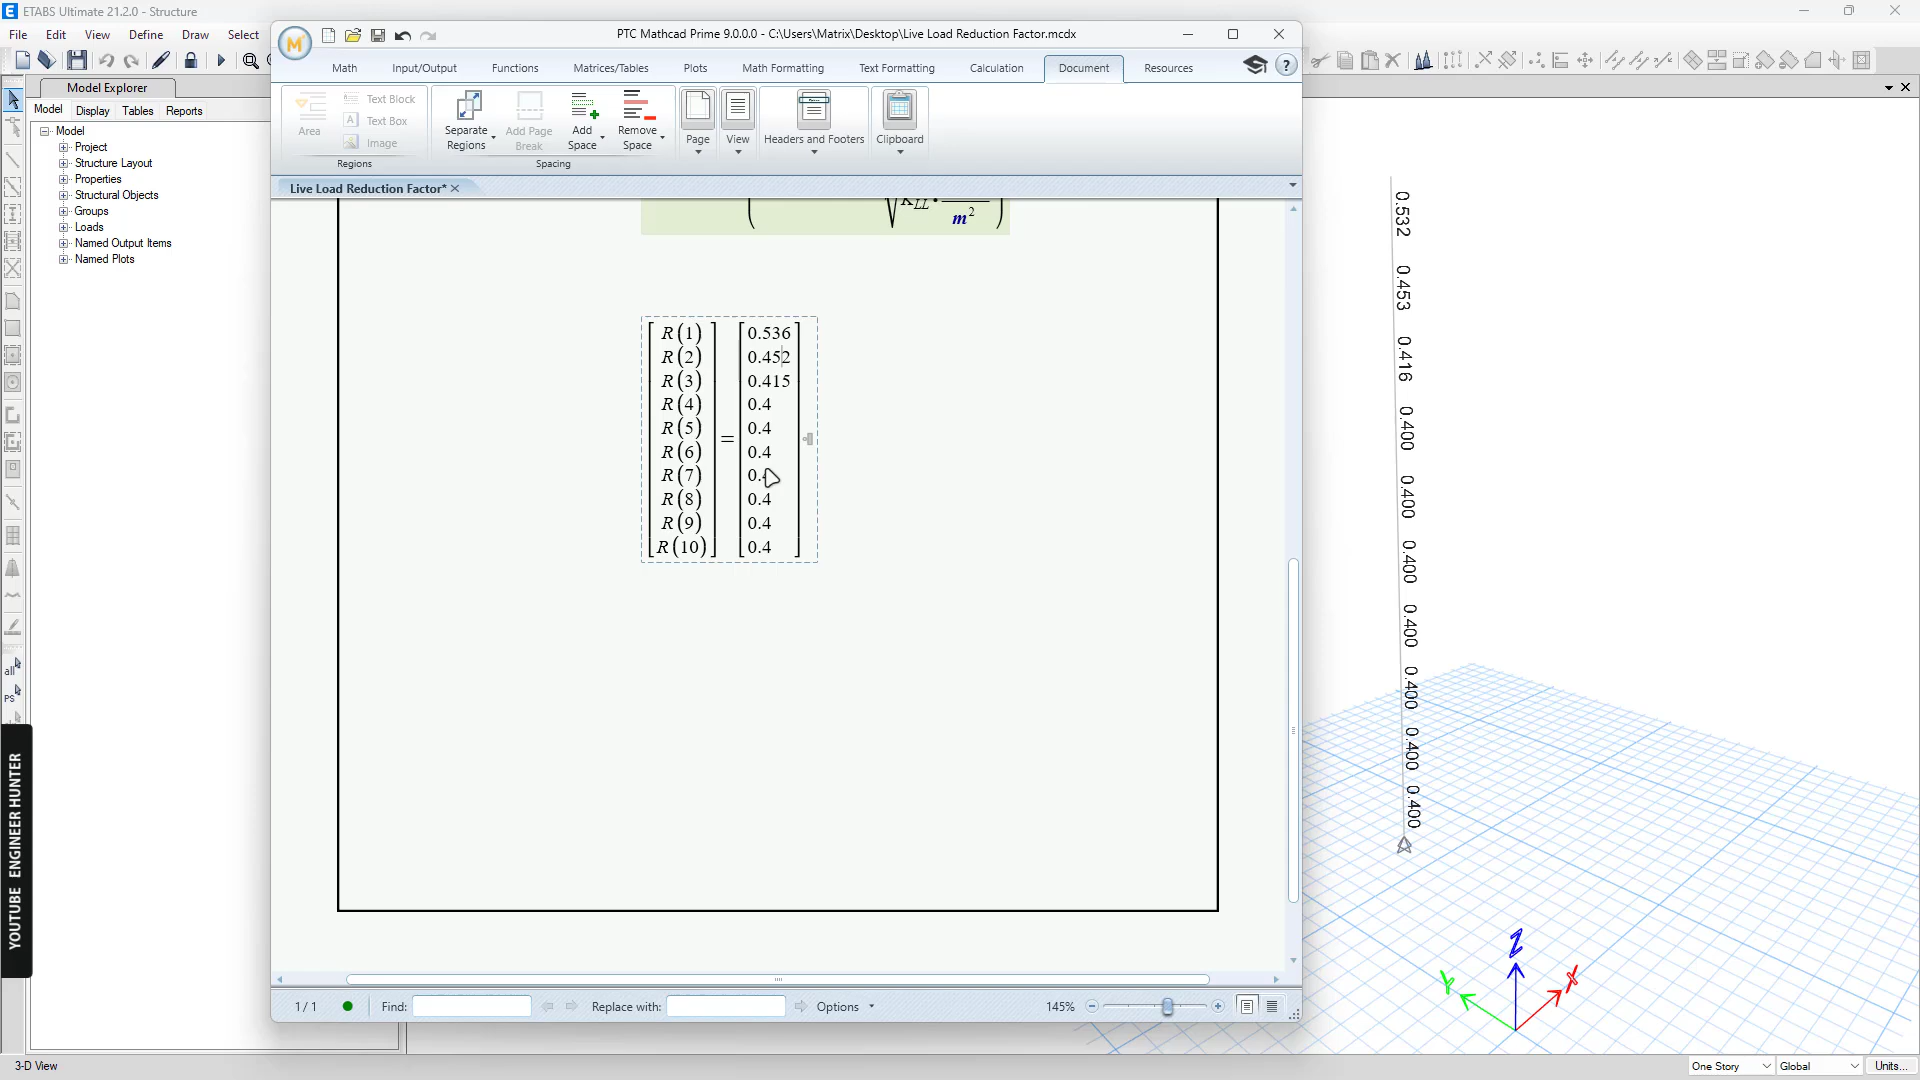 ETABS Ultimate 21.2.0 - Structure
File Edit View Define Draw Select
Model Explorer
Model Display Tables Reports
Model
Project
Structure Layout
Properties
Structural Objects
Groups
Loads
Named Output Items
Named Plots
all
PS
YOUTUBE ENGINEER HUNTER
3-D View
PTC Mathcad Prime 9.0.0.0 - C:\Users\Matrix\Desktop\Live Load Reduction Factor.mcdx
Math Input/Output Functions Matrices/Tables Plots Math Formatting Text Formatting Calculation Document Resources
Area
Text Block
Text Box
Image
Regions
Separate Regions
Add Page Break
Add Space
Remove Space
Spacing
Page
View
Headers and Footers
Clipboard
Live Load Reduction Factor*
√ K_LL · m²
R(1) 0.536
R(2) 0.452
R(3) 0.415
R(4) 0.4
R(5) = 0.4
R(6) 0.4
R(7) 0.
R(8) 0.4
R(9) 0.4
R(10) 0.4
1 / 1 Find: Replace with: Options 145%
0.532
0.453
0.416
0.400
0.400
0.400
0.400
0.400
0.400
0.400
Z
Y
X
One Story Global Units...